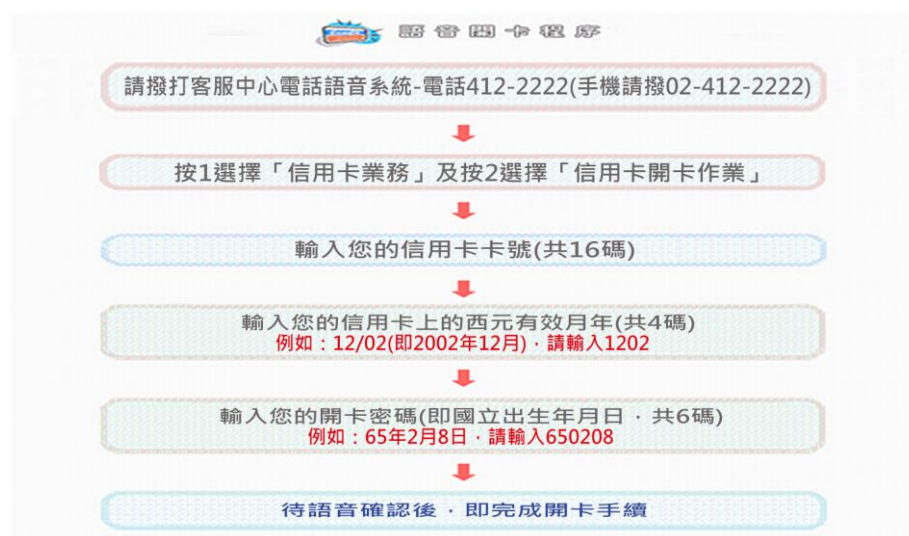 語音開卡程序
請撥打客服中心電話語音系統-電話412-2222(手機請撥02-412-2222)
按1選擇「信用卡業務」及按2選擇「信用卡開卡作業」
輸入您的信用卡卡號(共16碼)
輸入您的信用卡上的西元有效月年(共4碼)
例如：12/02(即2002年12月)，請輸入1202
輸入您的開卡密碼(即國立出生年月日，共6碼)
例如：65年2月8日，請輸入650208
待語音確認後，即完成開卡手續